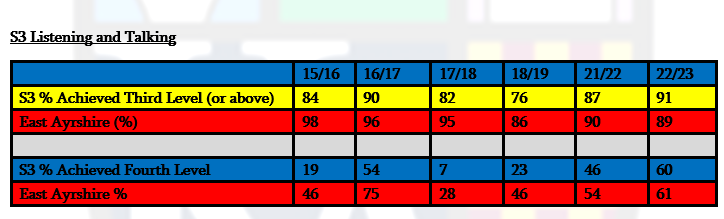 S3 Listening and Talking
15/16 16/17 17/18 18/19 21/22 22/23
S3 % Achieved Third Level (or above) 84 90 82 76 87 91
East Ayrshire (%) 98 96 95 86 90 89
S3 % Achieved Fourth Level 19 54 7 23 46 60
East Ayrshire % 46 75 28 46 54 61